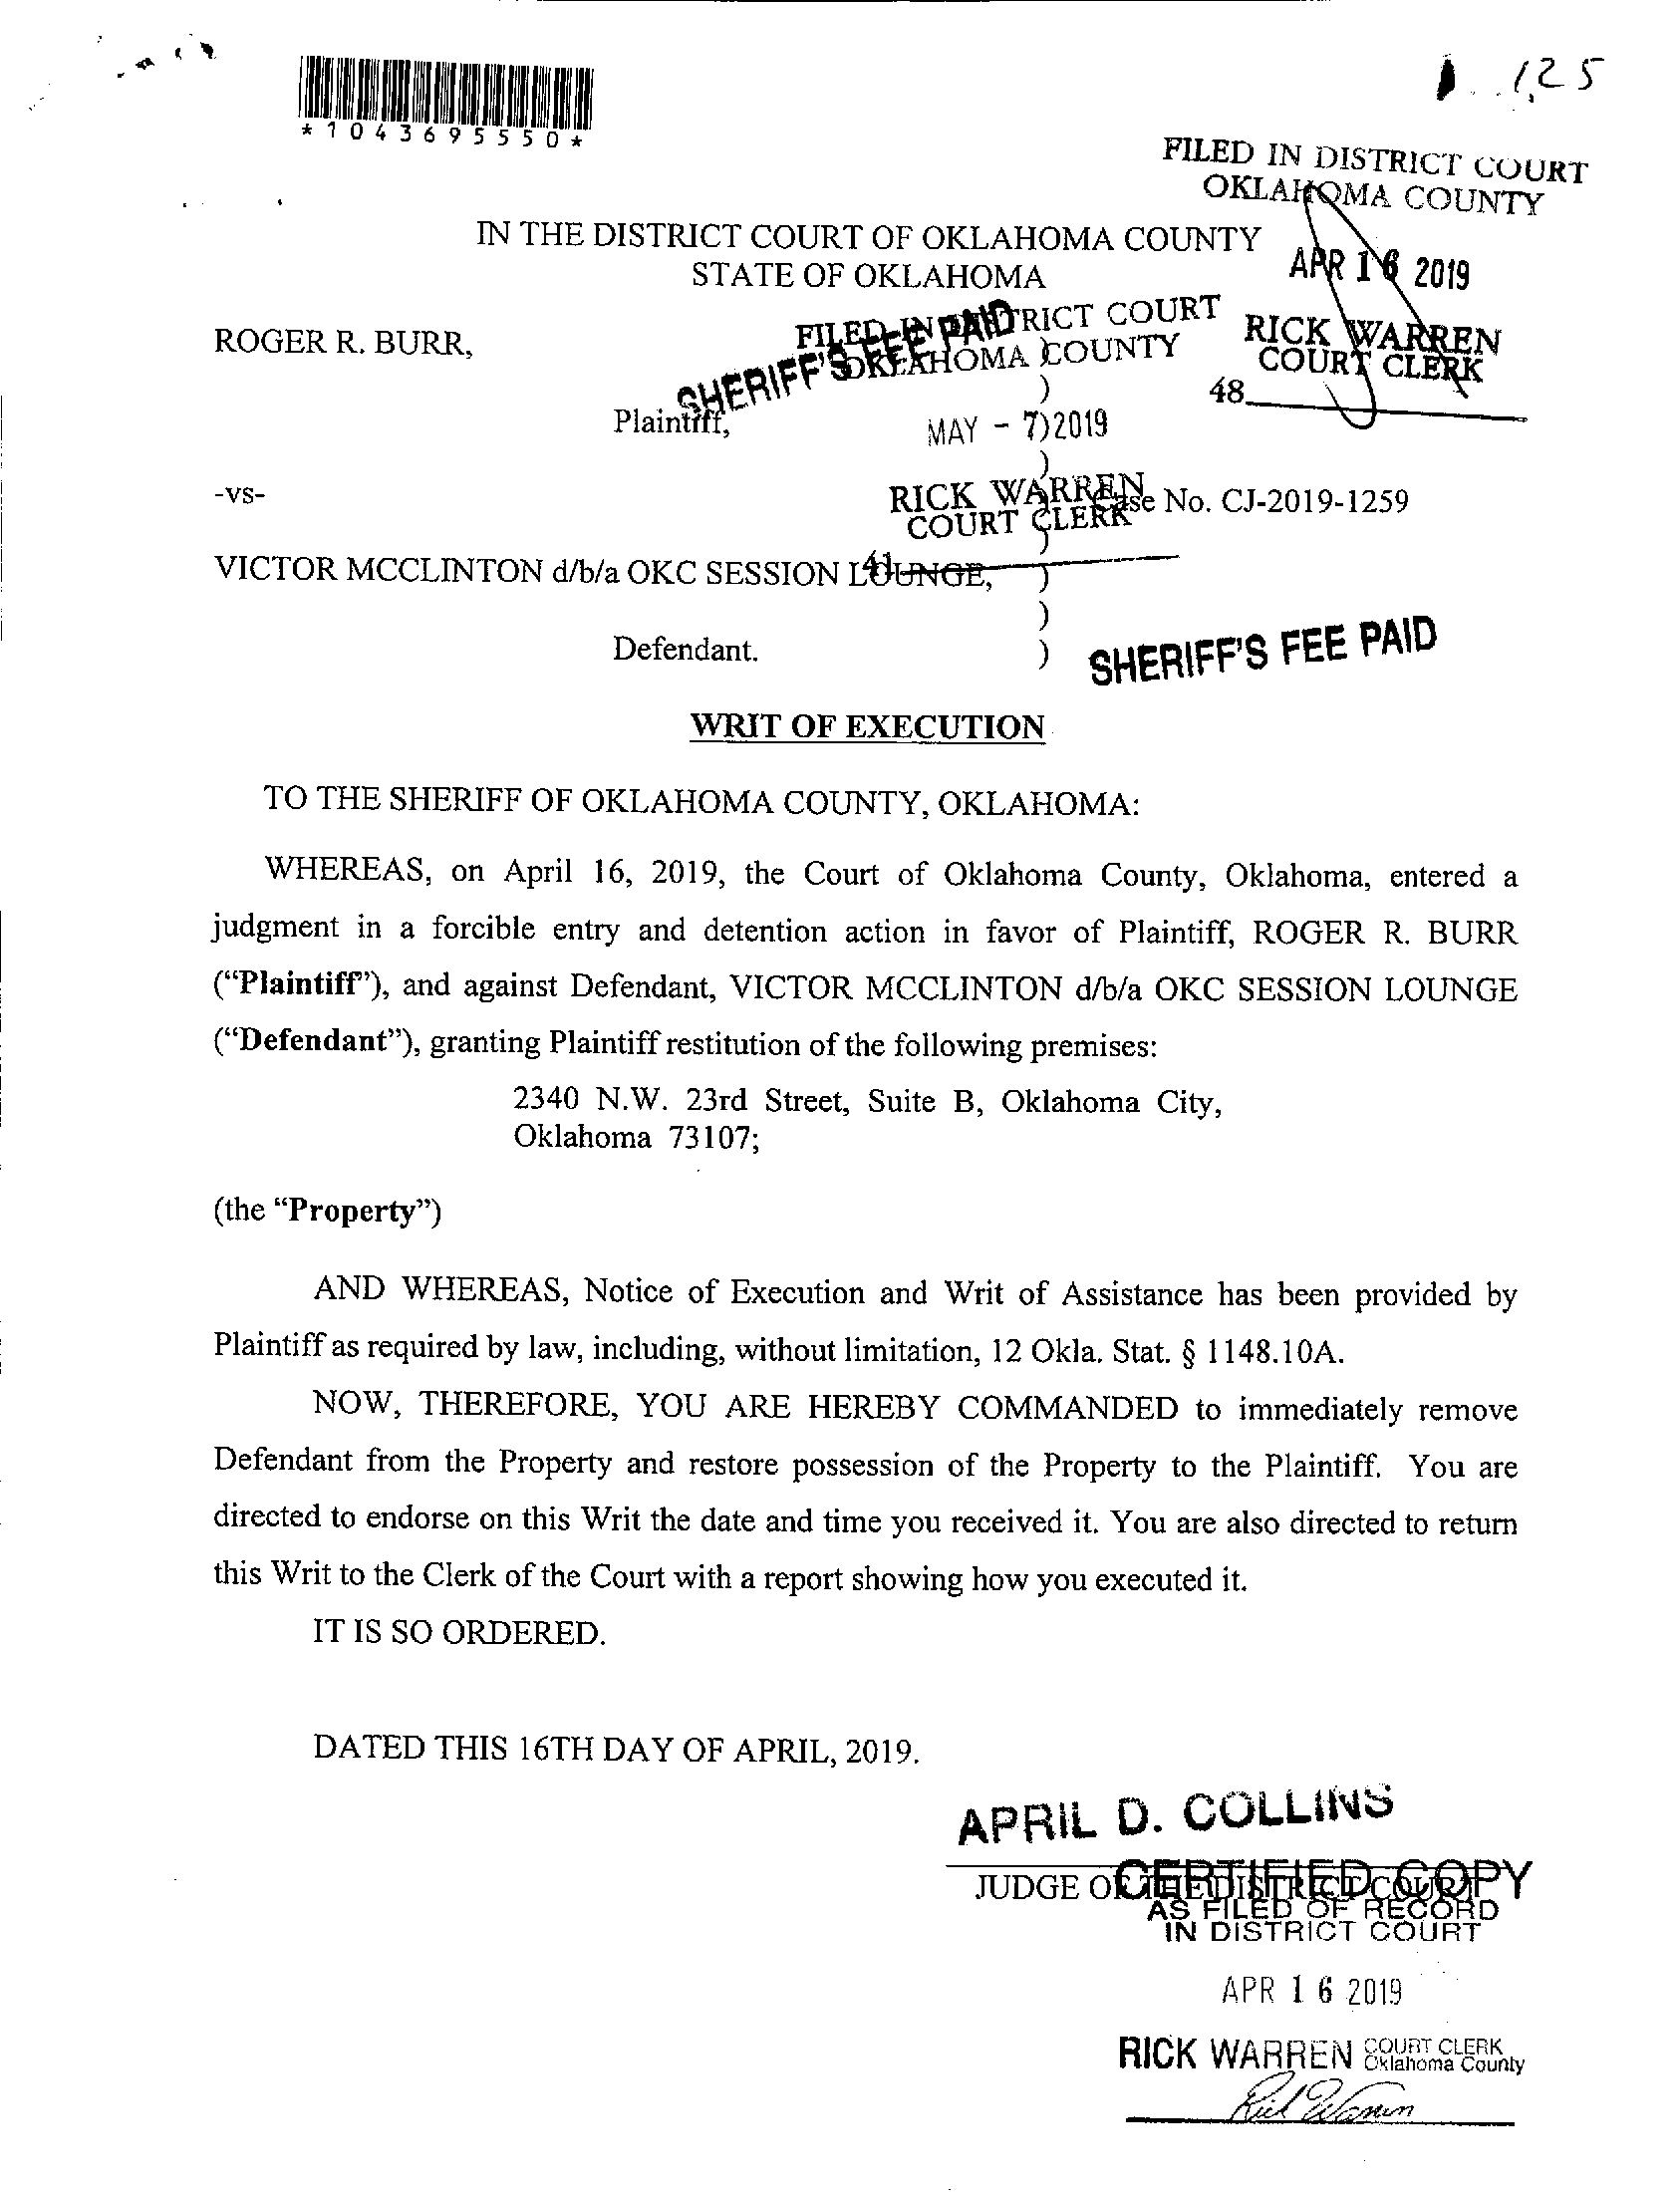 1,25
*1043695550*
FILED IN DISTRICT COURT
OKLAHOMA COUNTY
APR 16 2019
RICK WARREN
COURT CLERK
48
IN THE DISTRICT COURT OF OKLAHOMA COUNTY
STATE OF OKLAHOMA
FILED IN DISTRICT COURT
OKLAHOMA COUNTY
MAY - 7 2019
RICK WARREN
COURT CLERK
41
SHERIFF'S FEE PAID
ROGER R. BURR,
)
Plaintiff,
)
)
-vs-
Case No. CJ-2019-1259
)
VICTOR MCCLINTON d/b/a OKC SESSION LOUNGE, )
)
Defendant. )
SHERIFF'S FEE PAID
WRIT OF EXECUTION
TO THE SHERIFF OF OKLAHOMA COUNTY, OKLAHOMA:
WHEREAS, on April 16, 2019, the Court of Oklahoma County, Oklahoma, entered a
judgment in a forcible entry and detention action in favor of Plaintiff, ROGER R. BURR
(“Plaintiff”), and against Defendant, VICTOR MCCLINTON d/b/a OKC SESSION LOUNGE
(“Defendant”), granting Plaintiff restitution of the following premises:
2340 N.W. 23rd Street, Suite B, Oklahoma City,
Oklahoma 73107;
(the “Property”)
AND WHEREAS, Notice of Execution and Writ of Assistance has been provided by
Plaintiff as required by law, including, without limitation, 12 Okla. Stat. § 1148.10A.
NOW, THEREFORE, YOU ARE HEREBY COMMANDED to immediately remove
Defendant from the Property and restore possession of the Property to the Plaintiff. You are
directed to endorse on this Writ the date and time you received it. You are also directed to return
this Writ to the Clerk of the Court with a report showing how you executed it.
IT IS SO ORDERED.
DATED THIS 16TH DAY OF APRIL, 2019.
APRIL D. COLLINS
JUDGE OF THE DISTRICT COURT
CERTIFIED COPY
AS FILED OF RECORD
IN DISTRICT COURT
APR 16 2019
RICK WARREN COURT CLERK
Oklahoma County
Rick Warren